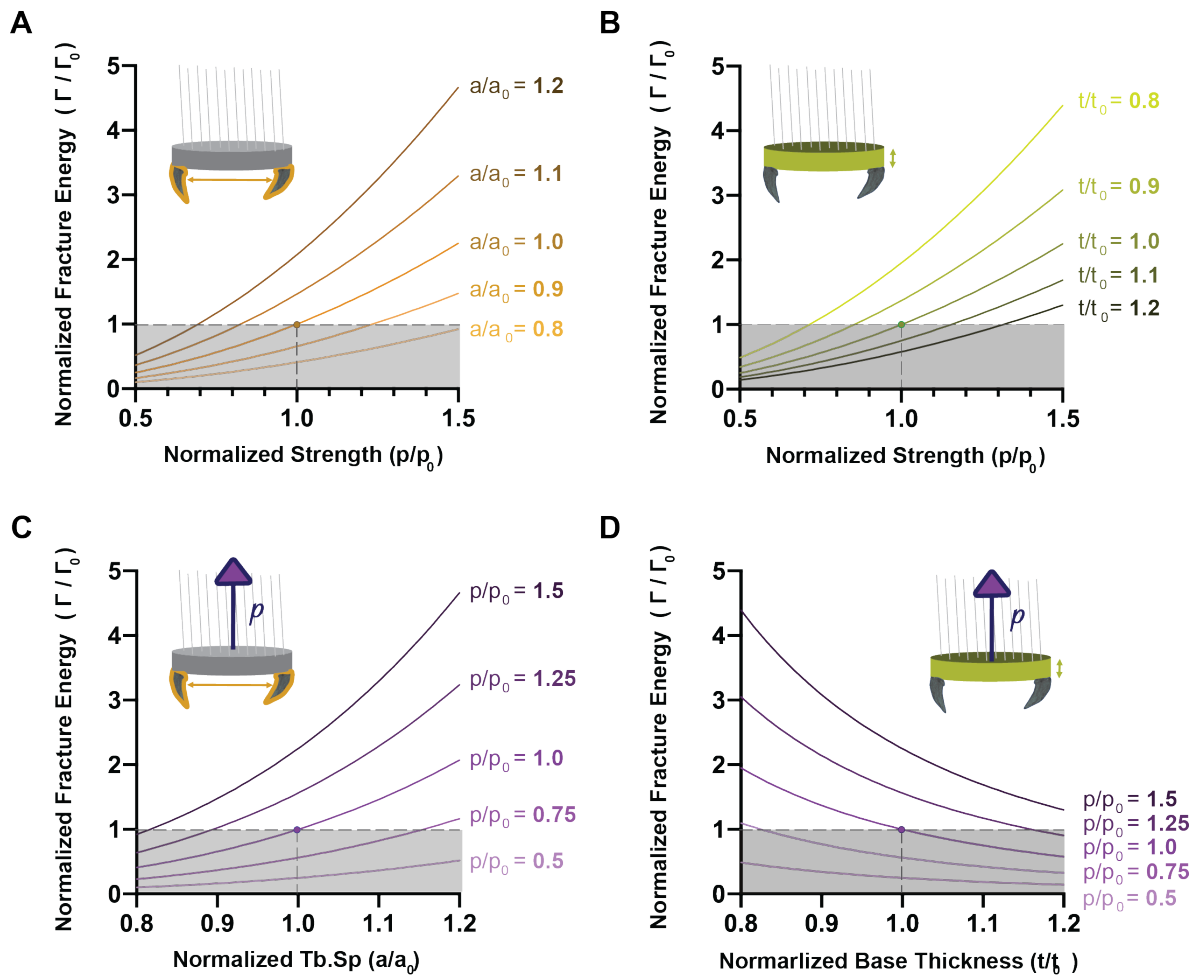 A
Normalized Fracture Energy ( Γ / Γ0)
5
4
3
2
1
0
a/a0 = 1.2
a/a0 = 1.1
a/a0 = 1.0
a/a0 = 0.9
a/a0 = 0.8
0.5
1.0
1.5
Normalized Strength (p/p0)
B
Normalized Fracture Energy ( Γ / Γ0)
5
4
3
2
1
0
t/t0 = 0.8
t/t0 = 0.9
t/t0 = 1.0
t/t0 = 1.1
t/t0 = 1.2
0.5
1.0
1.5
Normalized Strength (p/p0)
C
Normalized Fracture Energy ( Γ / Γ0)
5
4
3
2
1
0
p
p/p0 = 1.5
p/p0 = 1.25
p/p0 = 1.0
p/p0 = 0.75
p/p0 = 0.5
0.8
0.9
1.0
1.1
1.2
Normalized Tb.Sp (a/a0)
D
Normalized Fracture Energy ( Γ / Γ0)
5
4
3
2
1
0
p
p/p0 = 1.5
p/p0 = 1.25
p/p0 = 1.0
p/p0 = 0.75
p/p0 = 0.5
0.8
0.9
1.0
1.1
1.2
Normarlized Base Thickness (t/t0)